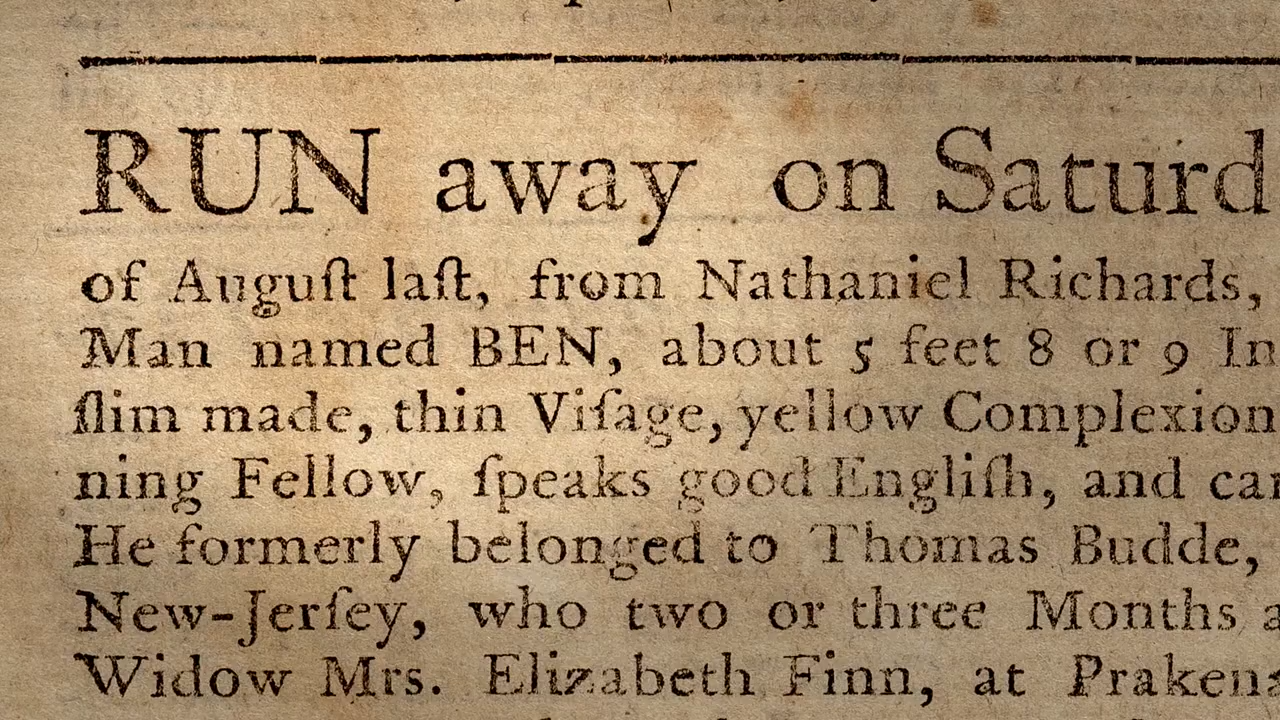 RUN away on Saturd
of Auguſt laſt, from Nathaniel Richards,
Man named BEN, about 5 feet 8 or 9 In
ſlim made, thin Viſage, yellow Complexion
ning Fellow, ſpeaks good Engliſh, and can
He formerly belonged to Thomas Budde,
New-Jerſey, who two or three Months a
Widow Mrs. Elizabeth Finn, at Prakena